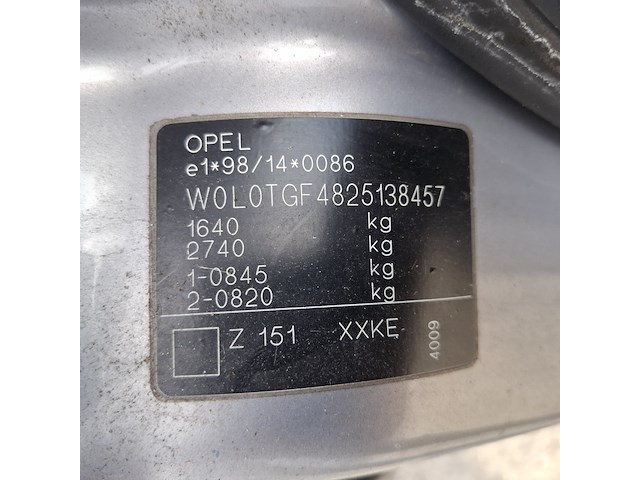 OPEL
e1*98/14*0086
W0L0TGF4825138457
1640 kg
2740 kg
1-0845 kg
2-0820 kg
Z 151 XXKE 4009